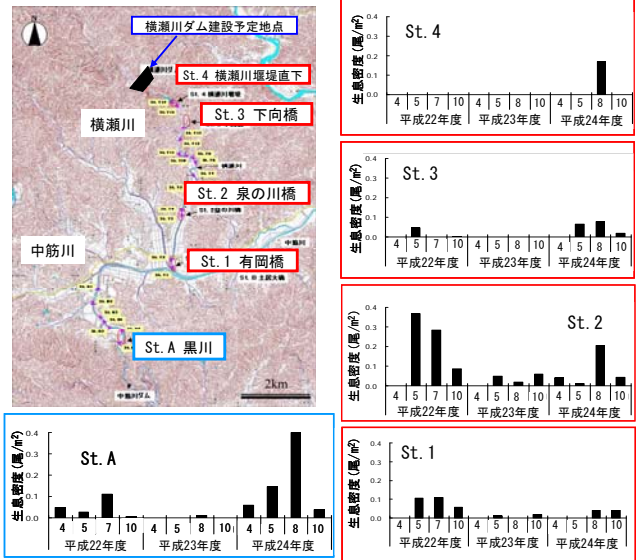 横瀬川ダム建設予定地点
St.4 横瀬川堰堤直下
横瀬川
St.3 下向橋
St.2 泉の川橋
中筋川
St.1 有岡橋
St.A 黒川
中筋川ダム
2km
St.4
生息密度(尾/m²)
0.4
0.3
0.2
0.1
0.0
4 5 7 10 4 5 8 10 4 5 8 10
平成22年度 平成23年度 平成24年度
St.3
生息密度(尾/m²)
0.4
0.3
0.2
0.1
0.0
4 5 7 10 4 5 8 10 4 5 8 10
平成22年度 平成23年度 平成24年度
St.2
生息密度(尾/m²)
0.4
0.3
0.2
0.1
0.0
4 5 7 10 4 5 8 10 4 5 8 10
平成22年度 平成23年度 平成24年度
St.A
生息密度(尾/m²)
0.4
0.3
0.2
0.1
0.0
4 5 7 10 4 5 8 10 4 5 8 10
平成22年度 平成23年度 平成24年度
St.1
生息密度(尾/m²)
0.4
0.3
0.2
0.1
0.0
4 5 7 10 4 5 8 10 4 5 8 10
平成22年度 平成23年度 平成24年度